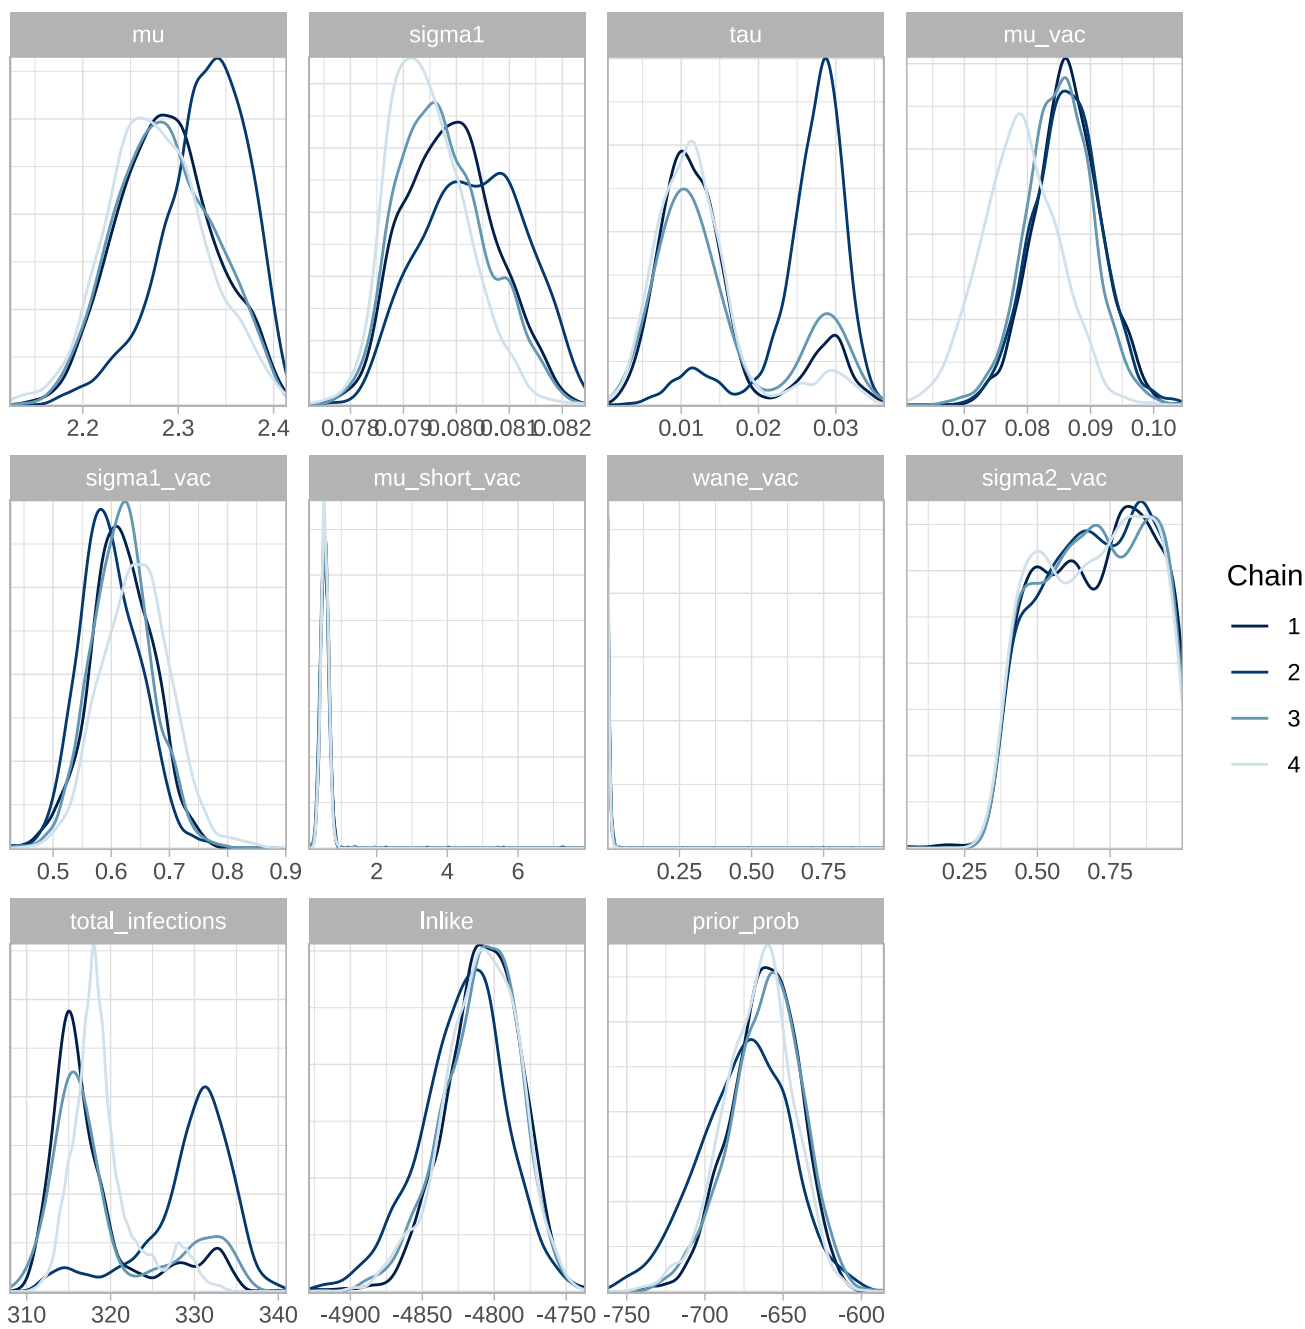 mu sigma1 tau mu_vac
2.2 2.3 2.4 0.078 0.079 0.080 0.081 0.082 0.01 0.02 0.03 0.07 0.08 0.09 0.10
sigma1_vac mu_short_vac wane_vac sigma2_vac
Chain
1
2
3
4
0.5 0.6 0.7 0.8 0.9 2 4 6 0.25 0.50 0.75 0.25 0.50 0.75
total_infections lnlike prior_prob
310 320 330 340 -4900 -4850 -4800 -4750 -750 -700 -650 -600